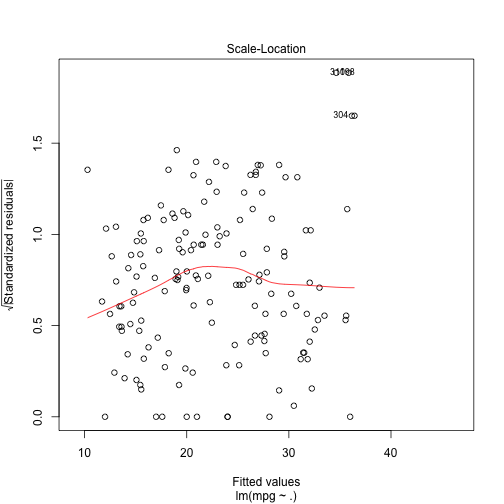 Scale-Location
304
1.5
1.0
0.5
0.0
√|Standardized residuals|
10 20 30 40
Fitted values
lm(mpg ~ .)